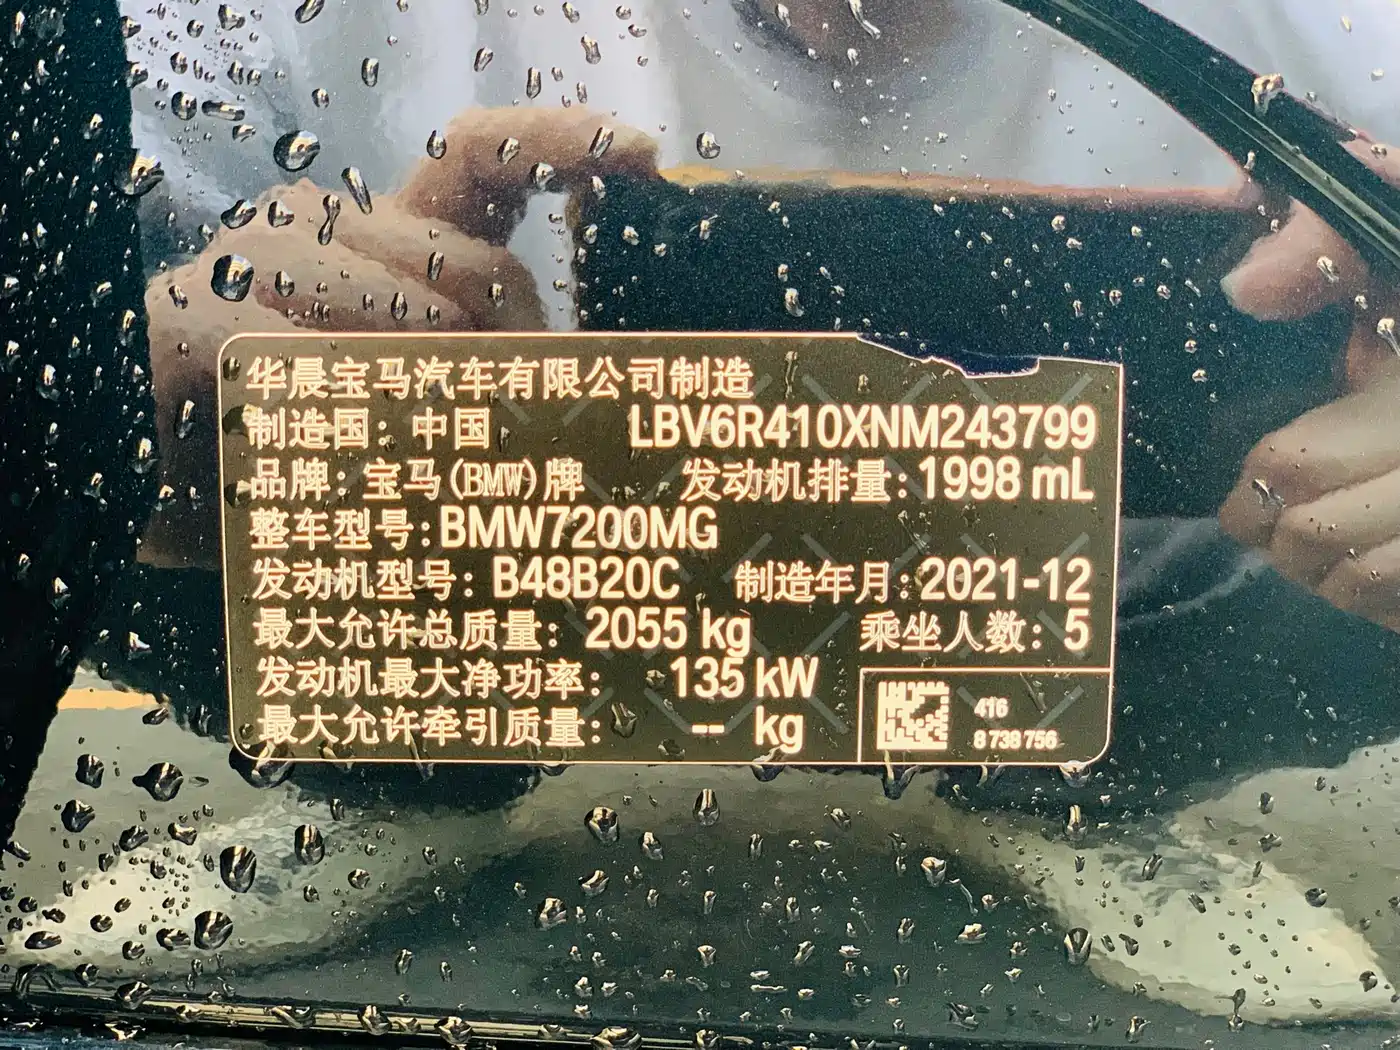 华晨宝马汽车有限公司制造
制造国：中国 LBV6R410XNM243799
品牌：宝马(BMW)牌 发动机排量：1998 mL
整车型号：BMW7200MG
发动机型号：B48B20C 制造年月：2021-12
最大允许总质量：2055 kg 乘坐人数：5
发动机最大净功率：135 kW
最大允许牵引质量：-- kg
416
8 738 756